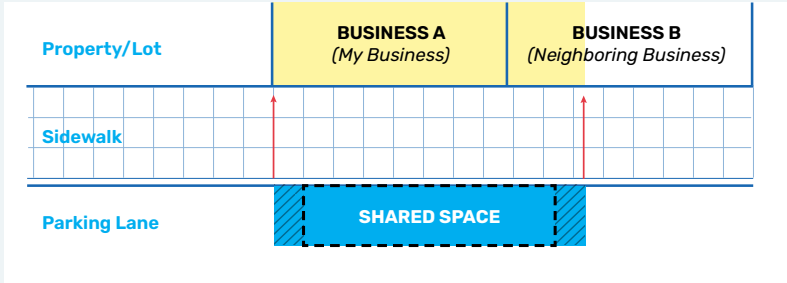 Property/Lot
BUSINESS A
(My Business)
BUSINESS B
(Neighboring Business)
Sidewalk
Parking Lane
SHARED SPACE